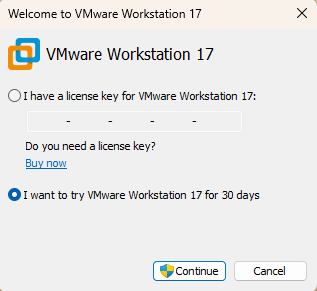 Welcome to VMware Workstation 17
VMware Workstation 17
I have a license key for VMware Workstation 17:
- - - -
Do you need a license key?
Buy now
I want to try VMware Workstation 17 for 30 days
Continue Cancel